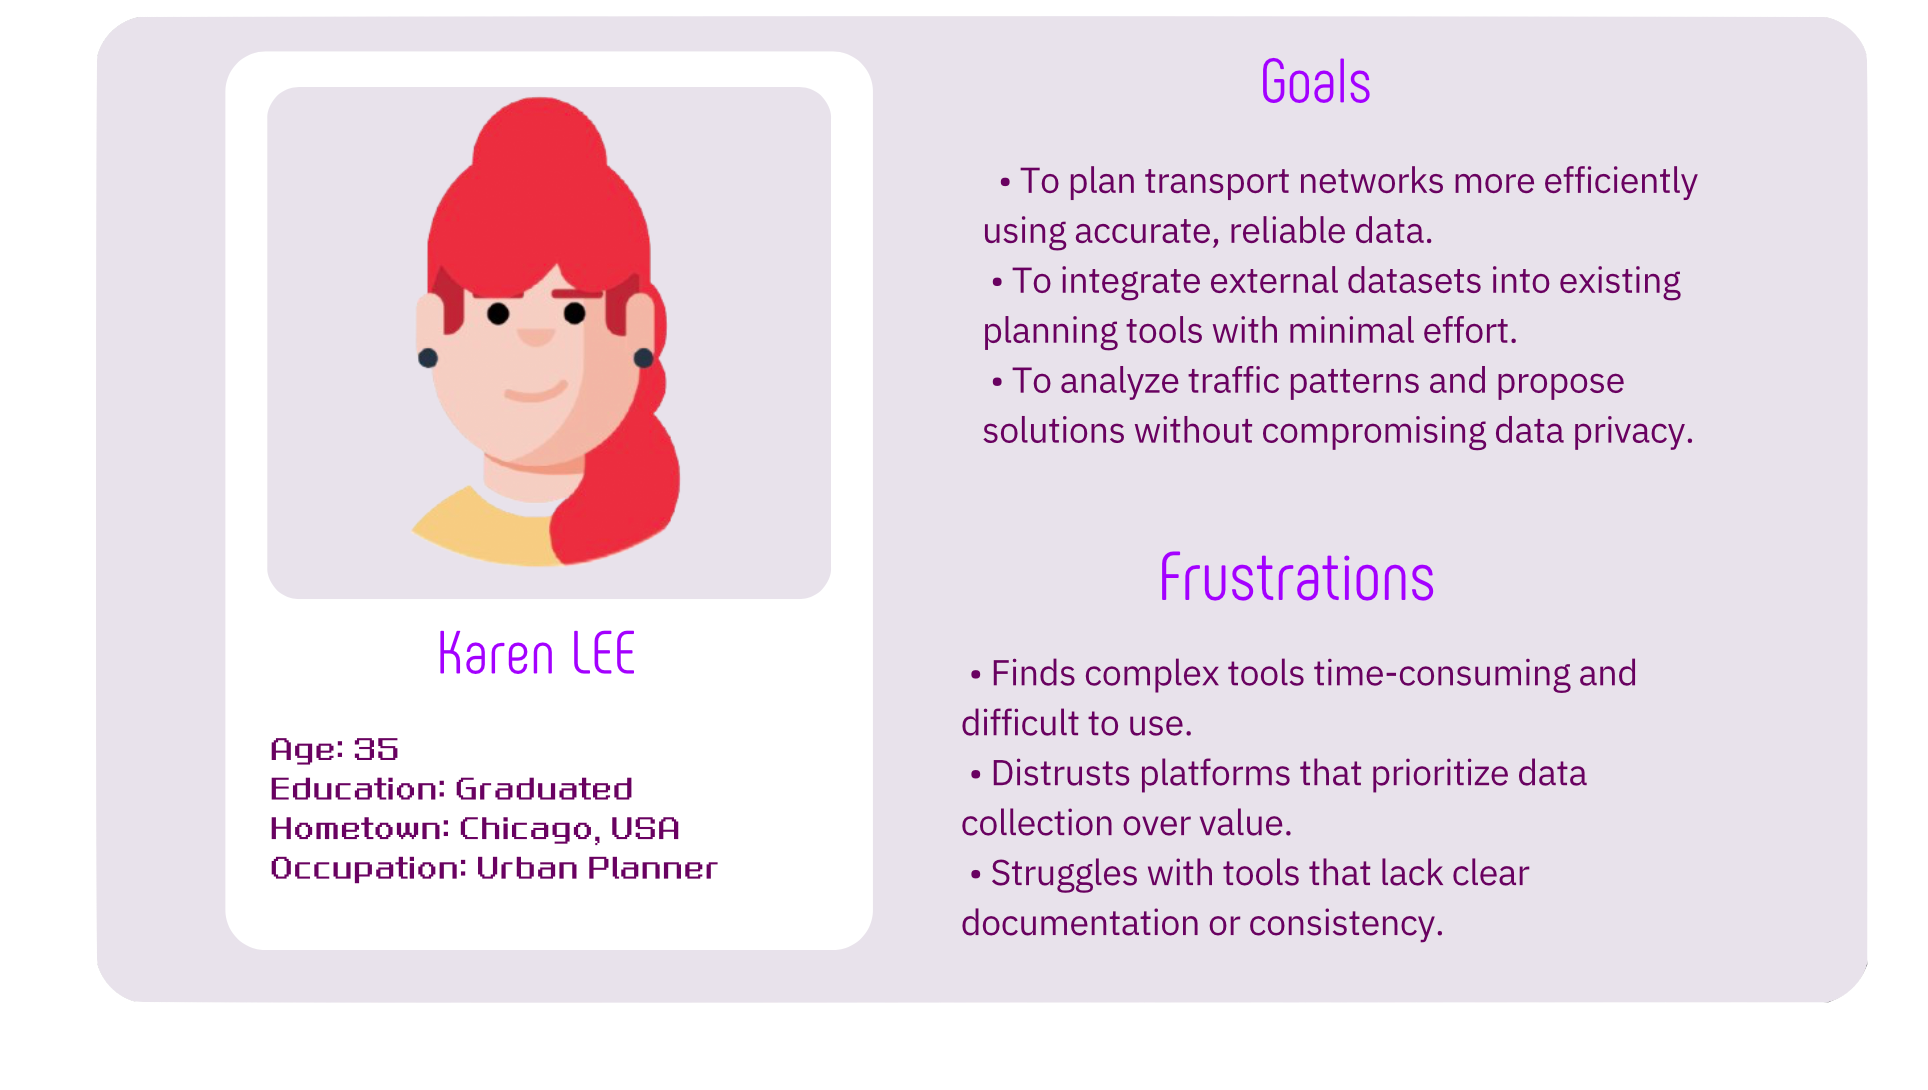 Karen LEE
Age: 35
Education: Graduated
Hometown: Chicago, USA
Occupation: Urban Planner
Goals
• To plan transport networks more efficiently
using accurate, reliable data.
• To integrate external datasets into existing
planning tools with minimal effort.
• To analyze traffic patterns and propose
solutions without compromising data privacy.
Frustrations
• Finds complex tools time-consuming and
difficult to use.
• Distrusts platforms that prioritize data
collection over value.
• Struggles with tools that lack clear
documentation or consistency.